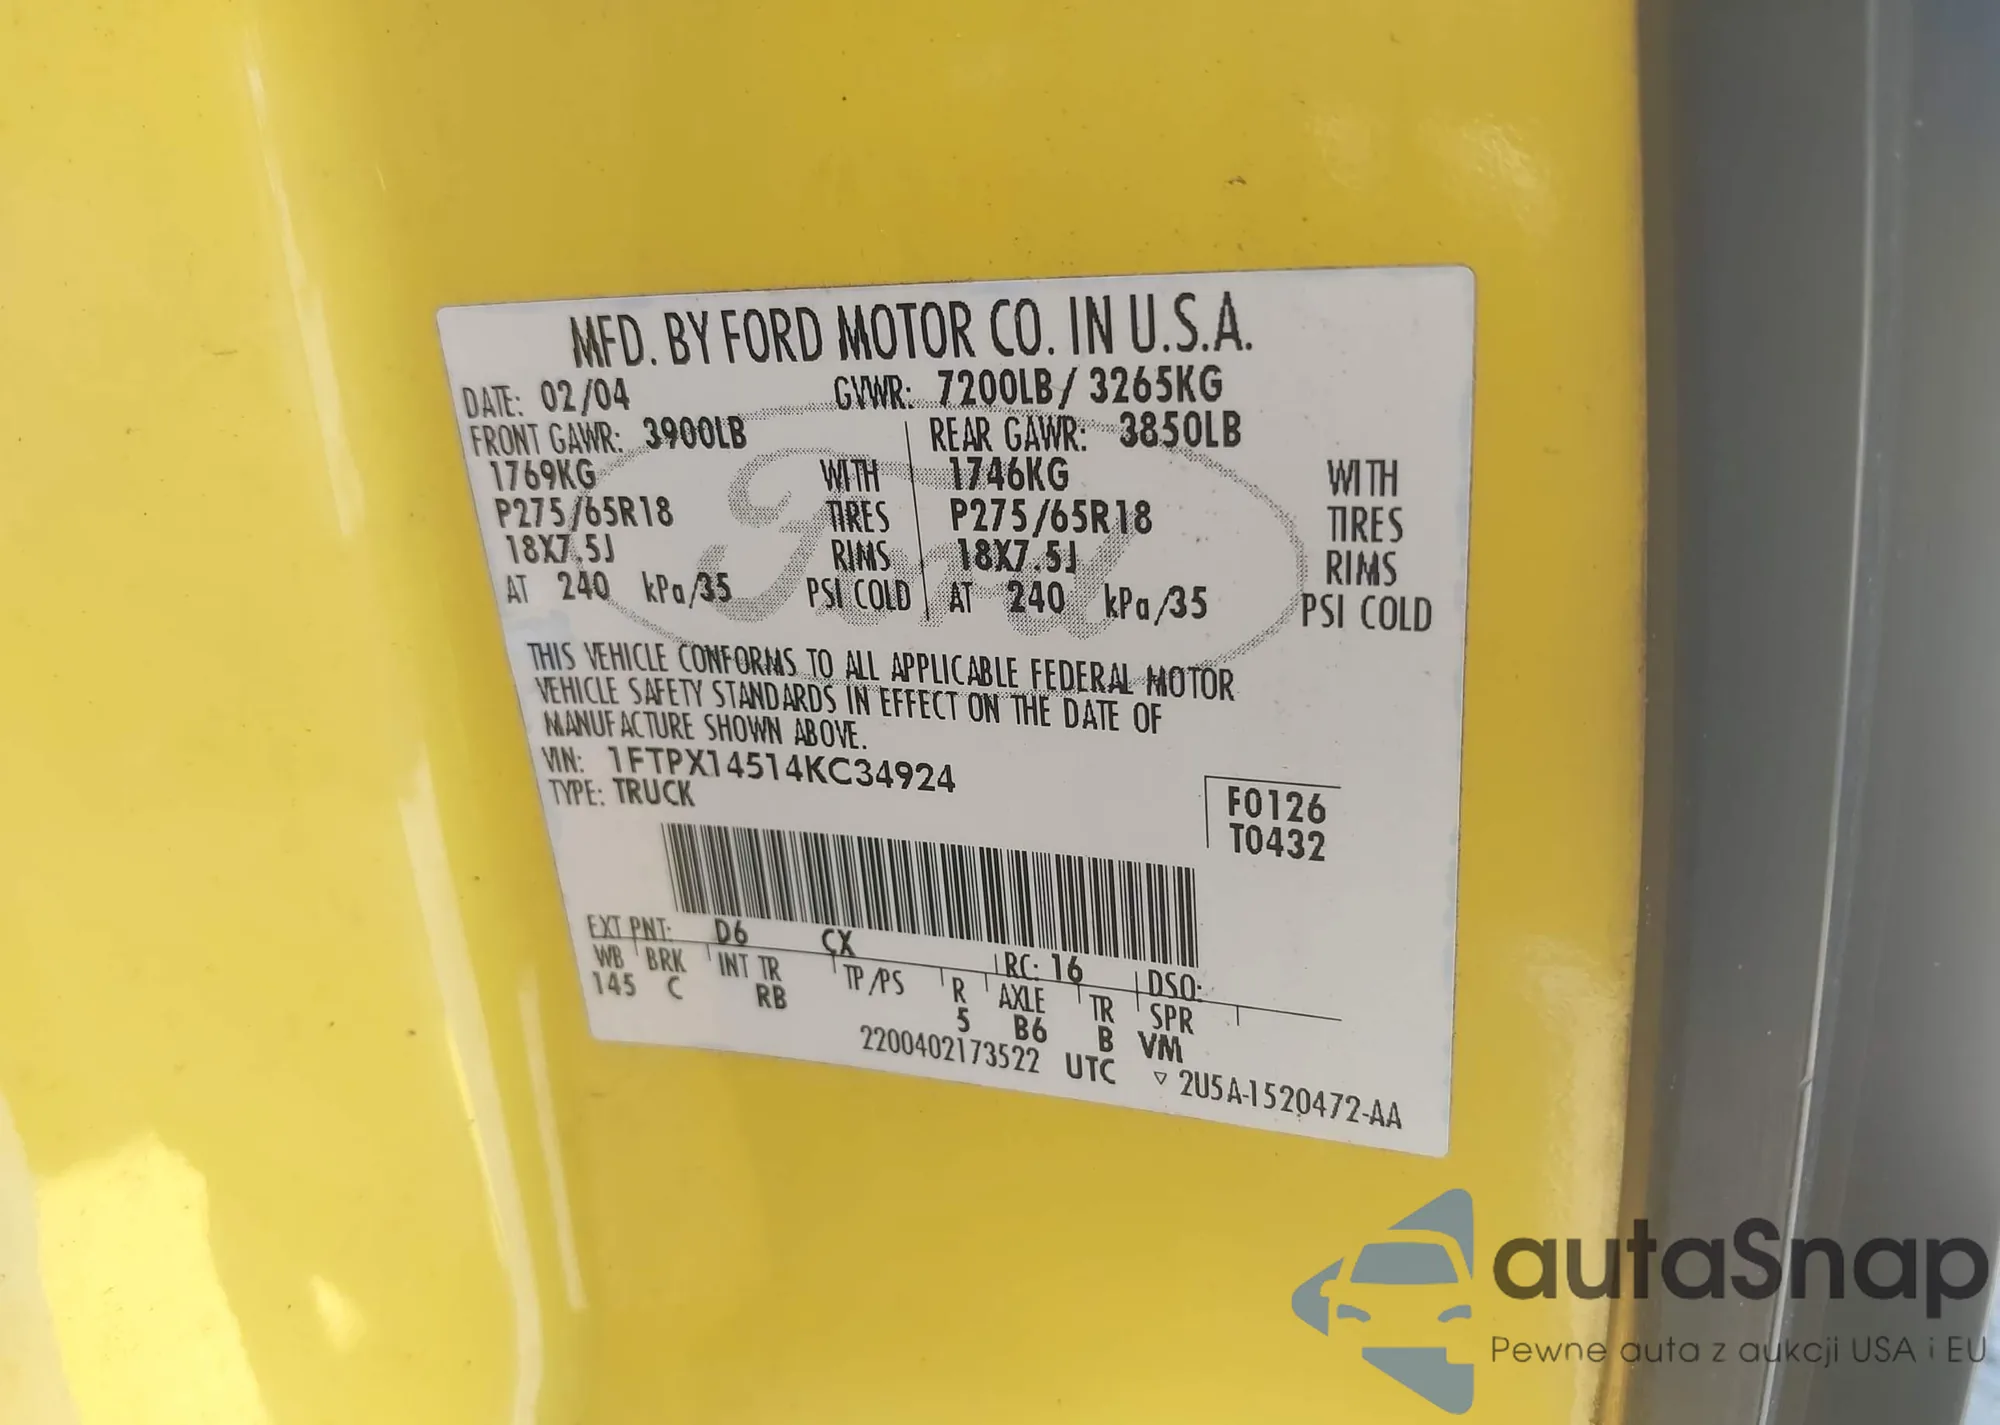 MFD. BY FORD MOTOR CO. IN U.S.A.
DATE: 02/04 GVWR: 7200LB/ 3265KG
FRONT GAWR: 3900LB REAR GAWR: 3850LB
1769KG WITH 1746KG WITH
P275/65R18 TIRES P275/65R18 TIRES
18X7.5J RIMS 18X7.5J RIMS
AT 240 kPa/35 PSI COLD AT 240 kPa/35 PSI COLD
Ford
THIS VEHICLE CONFORMS TO ALL APPLICABLE FEDERAL MOTOR
VEHICLE SAFETY STANDARDS IN EFFECT ON THE DATE OF
MANUFACTURE SHOWN ABOVE.
VIN: 1FTPX14514KC34924
TYPE: TRUCK
F0126
T0432
EXT PNT: D6 CX RC: 16 DSO:
WB BRK INT TR TP/PS R AXLE TR SPR
145 C RB 5 B6 B VM
2200402173522 UTC ▽ 2U5A-1520472-AA
autaSnap
Pewne auta z aukcji USA i EU